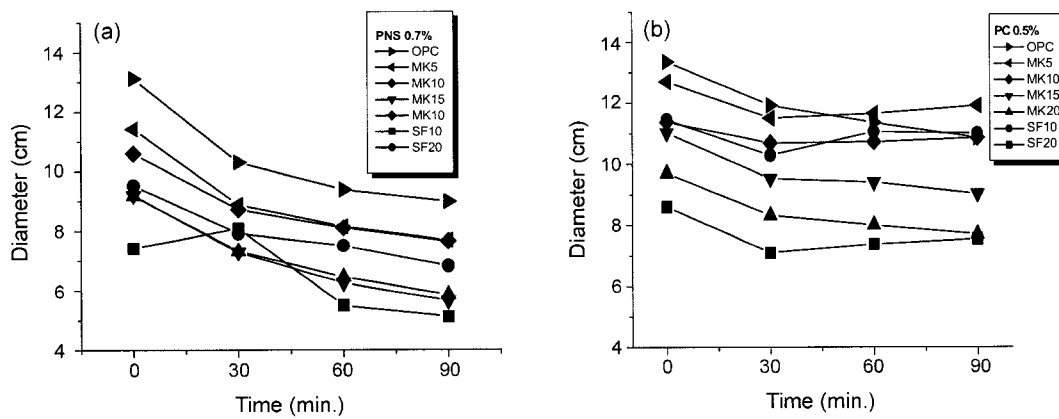 (a)
PNS 0.7%
OPC
MK5
MK10
MK15
MK10
SF10
SF20
Diameter (cm)
14
12
10
8
6
4
0 30 60 90
Time (min.)
(b)
PC 0.5%
OPC
MK5
MK10
MK15
MK20
SF10
SF20
Diameter (cm)
14
12
10
8
6
4
0 30 60 90
Time (min.)